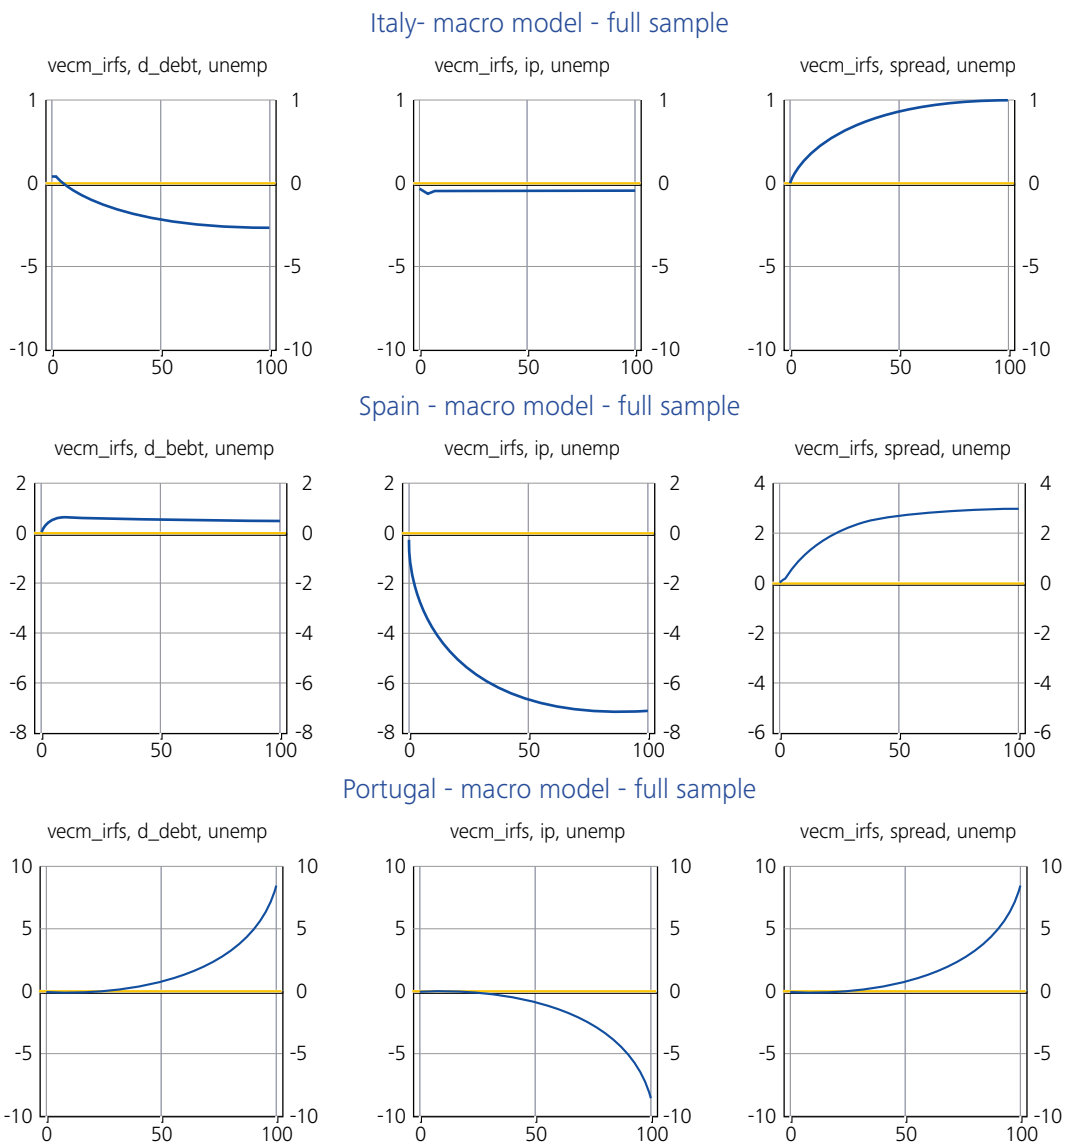 Italy- macro model - full sample
vecm_irfs, d_debt, unemp vecm_irfs, ip, unemp vecm_irfs, spread, unemp
1 1 1 1 1 1
0 0 0 0 0 0
-5 -5 -5 -5 -5 -5
-10 -10 -10 -10 -10 -10
0 50 100 0 50 100 0 50 100
Spain - macro model - full sample
vecm_irfs, d_bebt, unemp vecm_irfs, ip, unemp vecm_irfs, spread, unemp
2 2 2 2 4 4
0 0 0 0 2 2
-2 -2 -2 -2 0 0
-4 -4 -4 -4 -2 -2
-6 -6 -6 -6 -4 -4
-8 -8 -8 -8 -6 -6
0 50 100 0 50 100 0 50 100
Portugal - macro model - full sample
vecm_irfs, d_debt, unemp vecm_irfs, ip, unemp vecm_irfs, spread, unemp
10 10 10 10 10 10
5 5 5 5 5 5
0 0 0 0 0 0
-5 -5 -5 -5 -5 -5
-10 -10 -10 -10 -10 -10
0 50 100 0 50 100 0 50 100